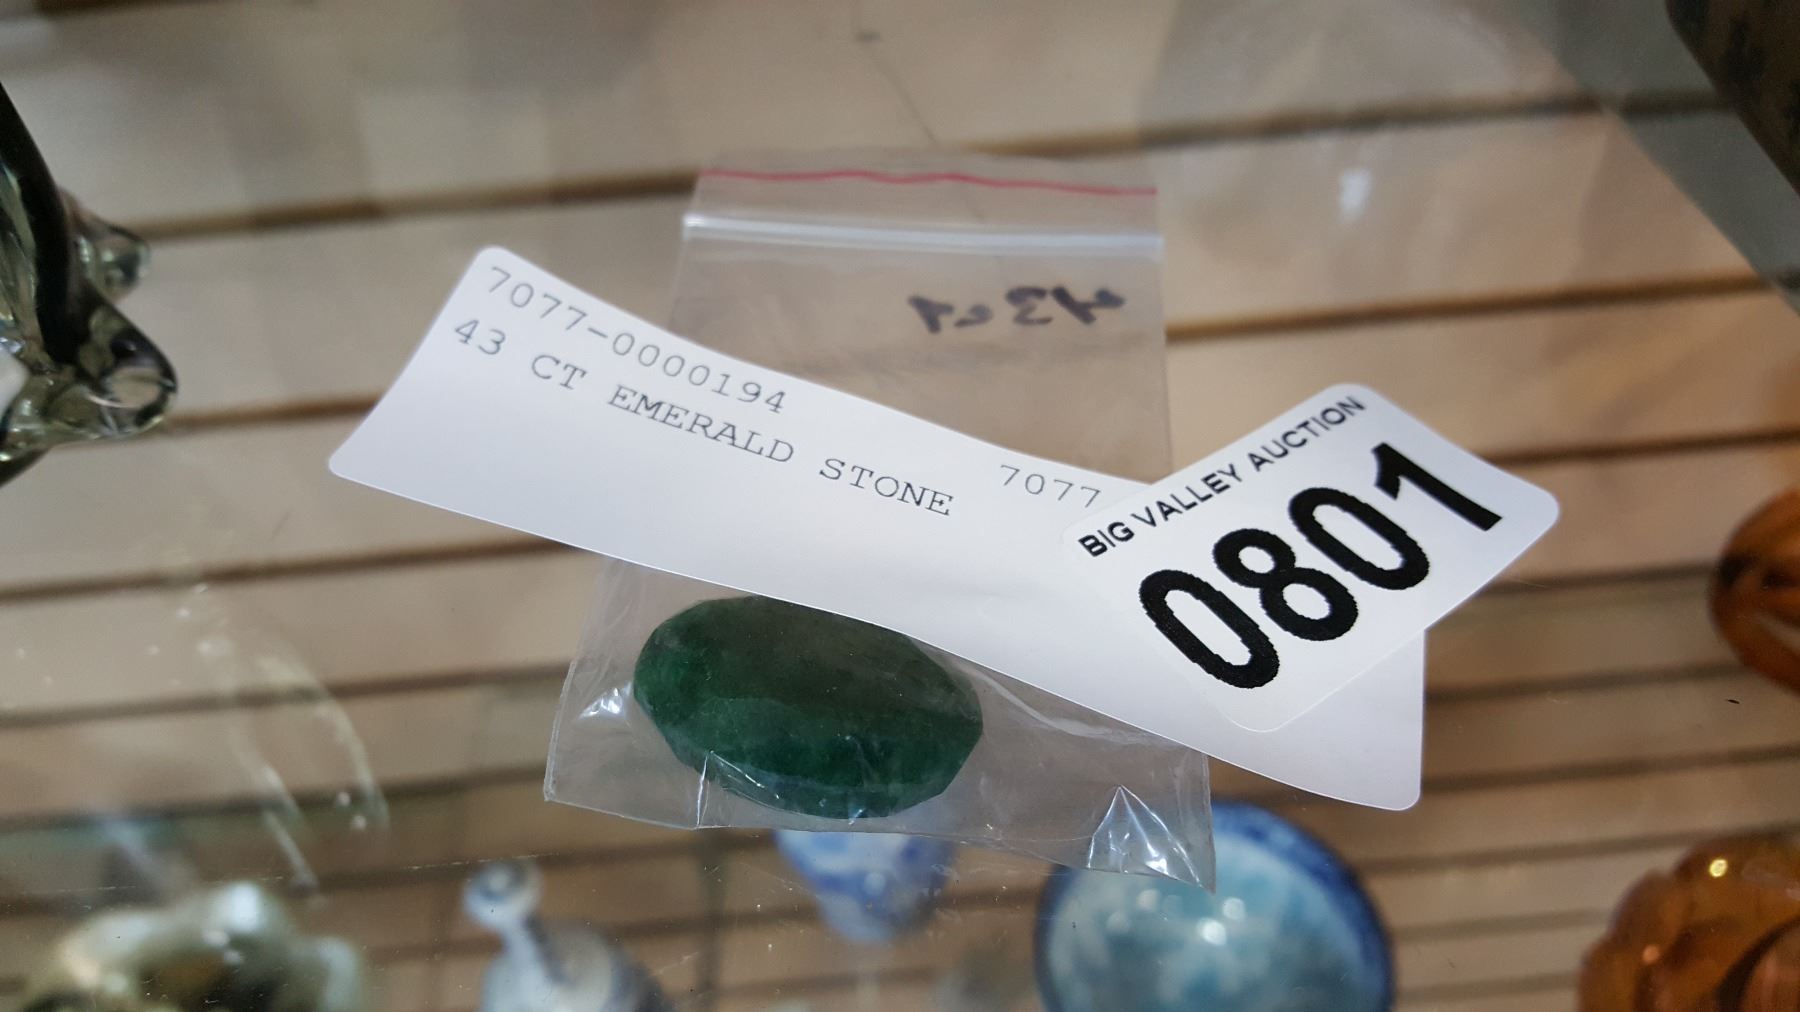 7077-0000194
43 CT EMERALD STONE 7077
BIG VALLEY AUCTION
0801